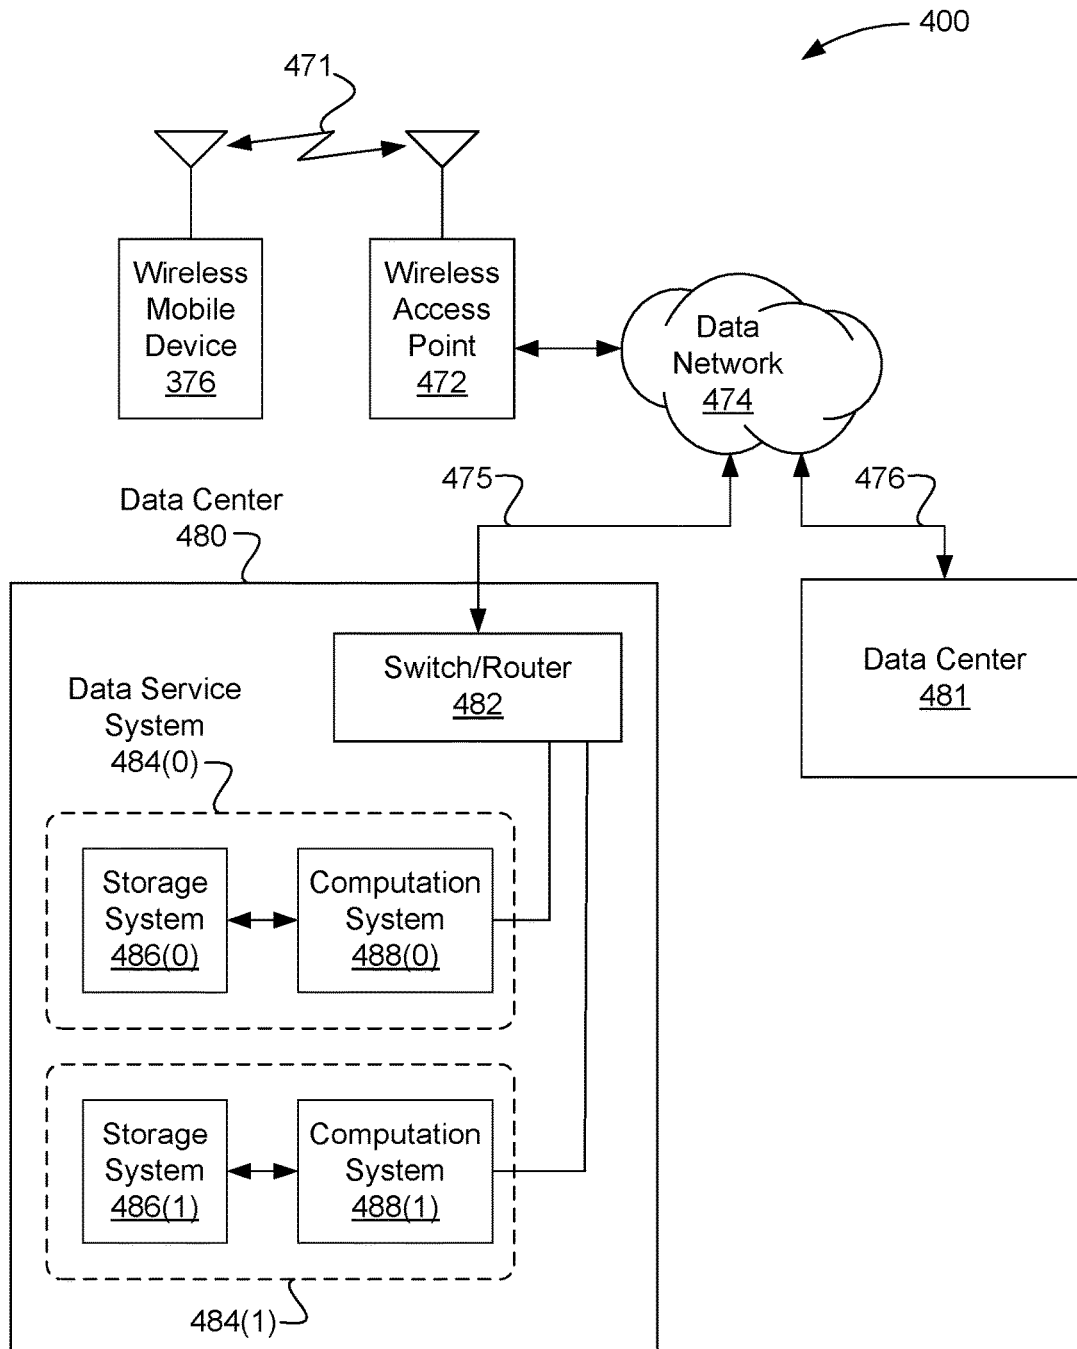 400
471
Wireless
Mobile
Device
376
Wireless
Access
Point
472
Data
Network
474
475
476
Data Center
480
Switch/Router
482
Data Center
481
Data Service
System
484(0)
Storage
System
486(0)
Computation
System
488(0)
Storage
System
486(1)
Computation
System
488(1)
484(1)